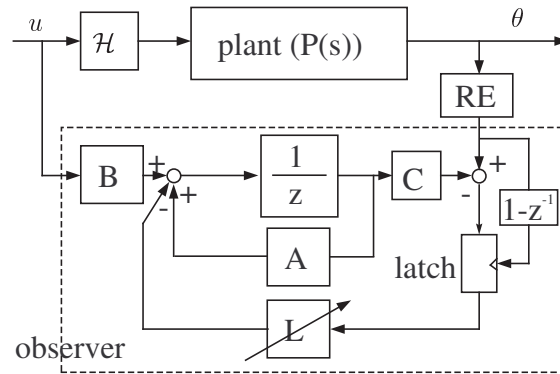 u
ℋ
plant (P(s))
θ
RE
B
+
+
-
1
z
C
+
-
1-z⁻¹
A
latch
L
observer